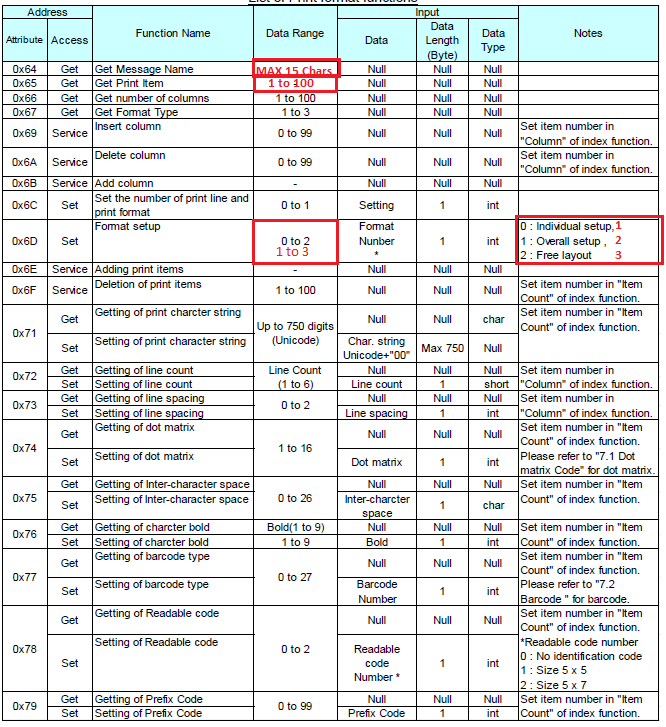 List of Print format functions
Address Function Name Data Range Input Notes
Attribute Access Data Data Length (Byte) Data Type
0x64 Get Get Message Name MAX 15 Chars Null Null Null
0x65 Get Get Print Item 1 to 100 Null Null Null
0x66 Get Get number of columns 1 to 100 Null Null Null
0x67 Get Get Format Type 1 to 3 Null Null Null
0x69 Service Insert column 0 to 99 Null Null Null Set item number in
"Column" of index function.
0x6A Service Delete column 0 to 99 Null Null Null Set item number in
"Column" of index function.
0x6B Service Add column - Null Null Null
0x6C Set Set the number of print line and
print format 0 to 1 Setting 1 int
0x6D Set Format setup 0 to 2 Format 1 int 0 : Individual setup, 1
1 to 3 Nunber 1 : Overall setup , 2
* 2 : Free layout 3
0x6E Service Adding print items - Null Null Null
0x6F Service Deletion of print items 1 to 100 Null Null Null Set item number in "Item
Count" of index function.
0x71 Get Getting of print charcter string Up to 750 digits Null Null char Set item number in "Item
(Unicode) Count" of index function.
Set Setting of print character string Char. string
Unicode+"00" Max 750 Null
0x72 Get Getting of line count Line Count Null Null Null Set item number in
Set Setting of line count (1 to 6) Line count 1 short "Column" of index function.
0x73 Get Getting of line spacing 0 to 2 Null Null Null Set item number in
Set Setting of line spacing Line spacing 1 int "Column" of index function.
0x74 Get Getting of dot matrix 1 to 16 Null Null Null Set item number in "Item
Count" of index function.
Set Setting of dot matrix Dot matrix 1 int Please refer to "7.1 Dot
matrix Code" for dot matrix.
0x75 Get Getting of Inter-character space 0 to 26 Null Null Null Set item number in "Item
Set Setting of Inter-character space Inter-charcter
space 1 char Count" of index function.
0x76 Get Getting of charcter bold Bold(1 to 9) Null Null Null Set item number in "Item
Set Setting of charcter bold 1 to 9 Bold 1 int Count" of index function.
0x77 Get Getting of barcode type 0 to 27 Null Null Null Set item number in "Item
Count" of index function.
Set Setting of barcode type Barcode
Number 1 int Please refer to "7.2
Barcode " for barcode.
0x78 Get Getting of Readable code 0 to 2 Null Null Null Set item number in "Item
Count" of index function.
Set Setting of Readable code Readable
code
Number * 1 int *Readable code number
0 : No identification code
1 : Size 5 x 5
2 : Size 5 x 7
0x79 Get Getting of Prefix Code 0 to 99 Null Null Null Set item number in "Item
Set Setting of Prefix Code Prefix Code 1 int Count" of index function.